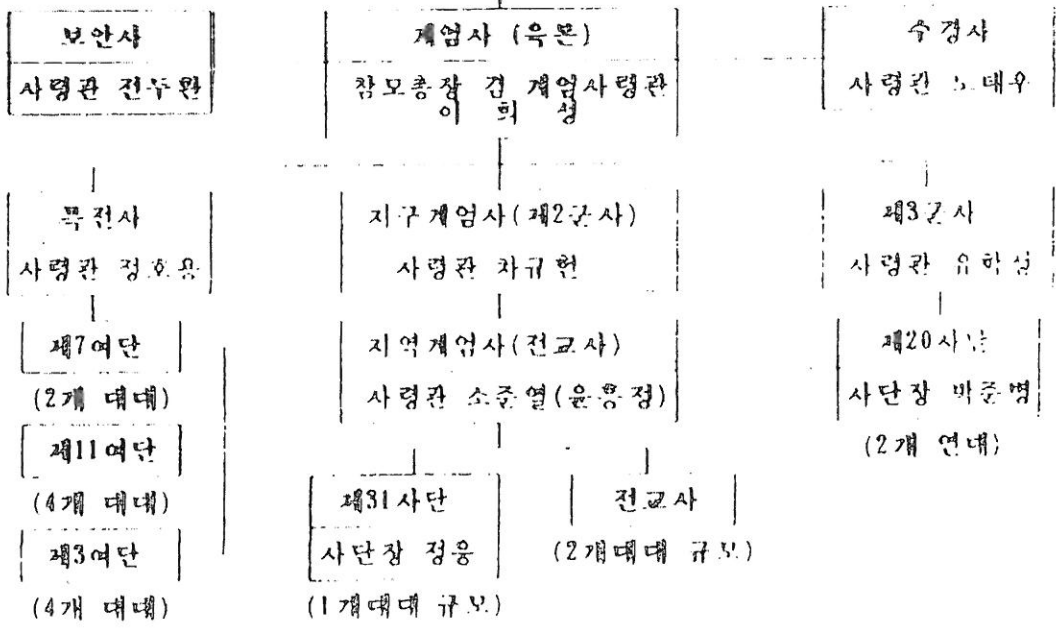 보안사
사령관 전두환
특전사
사령관 정호용
제7여단
(2개 대대)
제11여단
(4개 대대)
제3여단
(4개 대대)
계엄사 (육본)
참모총장 겸 계엄사령관
이 희 성
지구계엄사(제2군사)
사령관 차규헌
지역계엄사(전교사)
사령관 소준열(윤흥정)
제31사단
사단장 정웅
(1개대대 규모)
전교사
(2개대대 규모)
수경사
사령관 노태우
제3군사
사령관 유학성
제20사단
사단장 박준병
(2개 연대)